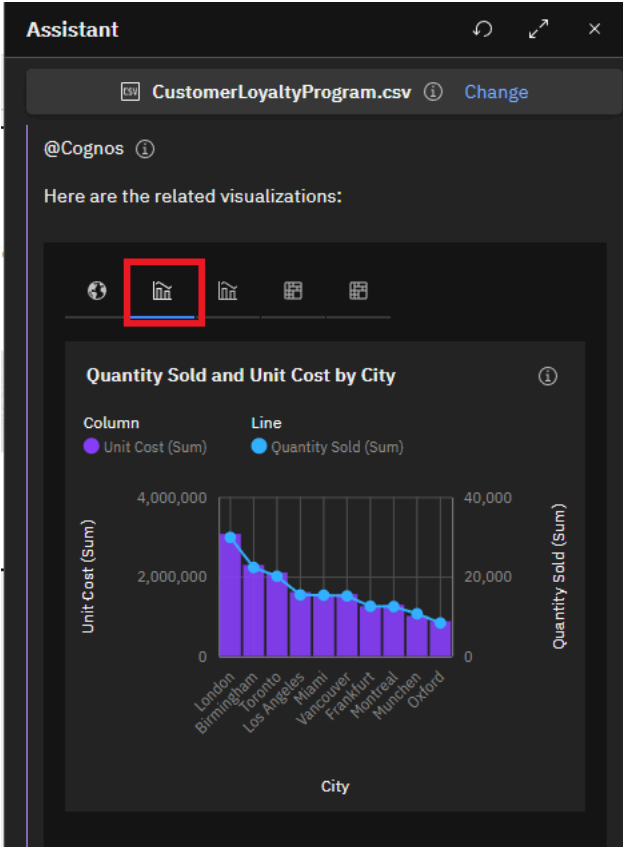 Assistant
CSV CustomerLoyaltyProgram.csv Change
@Cognos
Here are the related visualizations:
Quantity Sold and Unit Cost by City
Column Line
Unit Cost (Sum) Quantity Sold (Sum)
4,000,000 40,000
Unit Cost (Sum)
2,000,000 20,000
Quantity Sold (Sum)
0 0
London
Birmingham
Toronto
Los Angeles
Miami
Vancouver
Frankfurt
Montreal
Munchen
Oxford
City